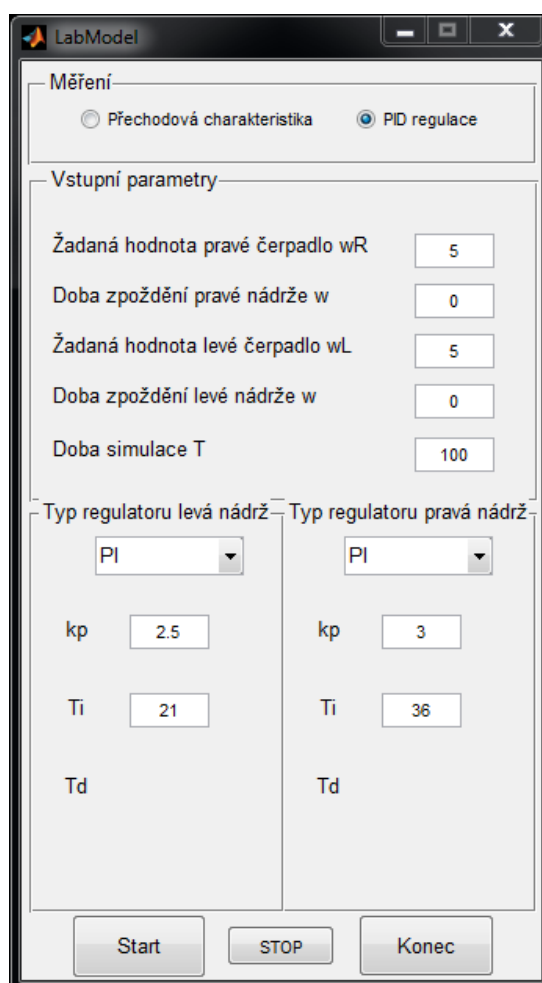 LabModel
Měření
Přechodová charakteristika PID regulace
Vstupní parametry
Žadaná hodnota pravé čerpadlo wR 5
Doba zpoždění pravé nádrže w 0
Žadaná hodnota levé čerpadlo wL 5
Doba zpoždění levé nádrže w 0
Doba simulace T 100
Typ regulatoru levá nádrž Typ regulatoru pravá nádrž
PI PI
kp 2.5 kp 3
Ti 21 Ti 36
Td Td
Start STOP Konec